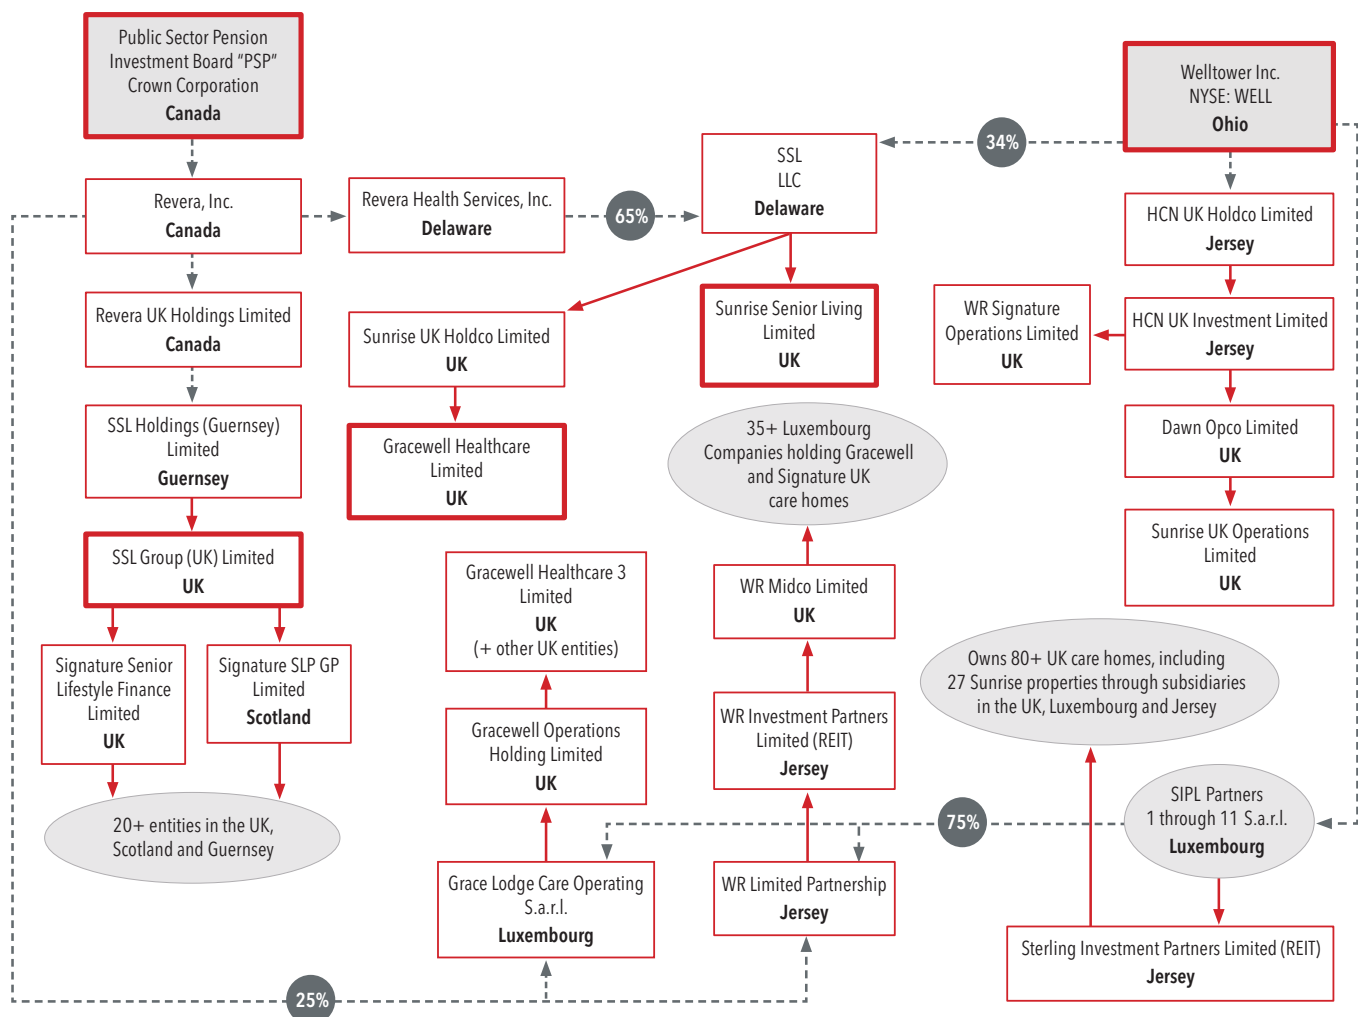 Public Sector Pension
Investment Board “PSP”
Crown Corporation
Canada
Welltower Inc.
NYSE: WELL
Ohio
SSL
LLC
Delaware
34%
Revera, Inc.
Canada
Revera Health Services, Inc.
Delaware
65%
HCN UK Holdco Limited
Jersey
Revera UK Holdings Limited
Canada
Sunrise UK Holdco Limited
UK
Sunrise Senior Living
Limited
UK
WR Signature
Operations Limited
UK
HCN UK Investment Limited
Jersey
SSL Holdings (Guernsey)
Limited
Guernsey
Gracewell Healthcare
Limited
UK
35+ Luxembourg
Companies holding Gracewell
and Signature UK
care homes
Dawn Opco Limited
UK
SSL Group (UK) Limited
UK
Gracewell Healthcare 3
Limited
UK
(+ other UK entities)
WR Midco Limited
UK
Sunrise UK Operations
Limited
UK
Signature Senior
Lifestyle Finance
Limited
UK
Signature SLP GP
Limited
Scotland
Owns 80+ UK care homes, including
27 Sunrise properties through subsidiaries
in the UK, Luxembourg and Jersey
Gracewell Operations
Holding Limited
UK
WR Investment Partners
Limited (REIT)
Jersey
20+ entities in the UK,
Scotland and Guernsey
75%
SIPL Partners
1 through 11 S.a.r.l.
Luxembourg
Grace Lodge Care Operating
S.a.r.l.
Luxembourg
WR Limited Partnership
Jersey
Sterling Investment Partners Limited (REIT)
Jersey
25%